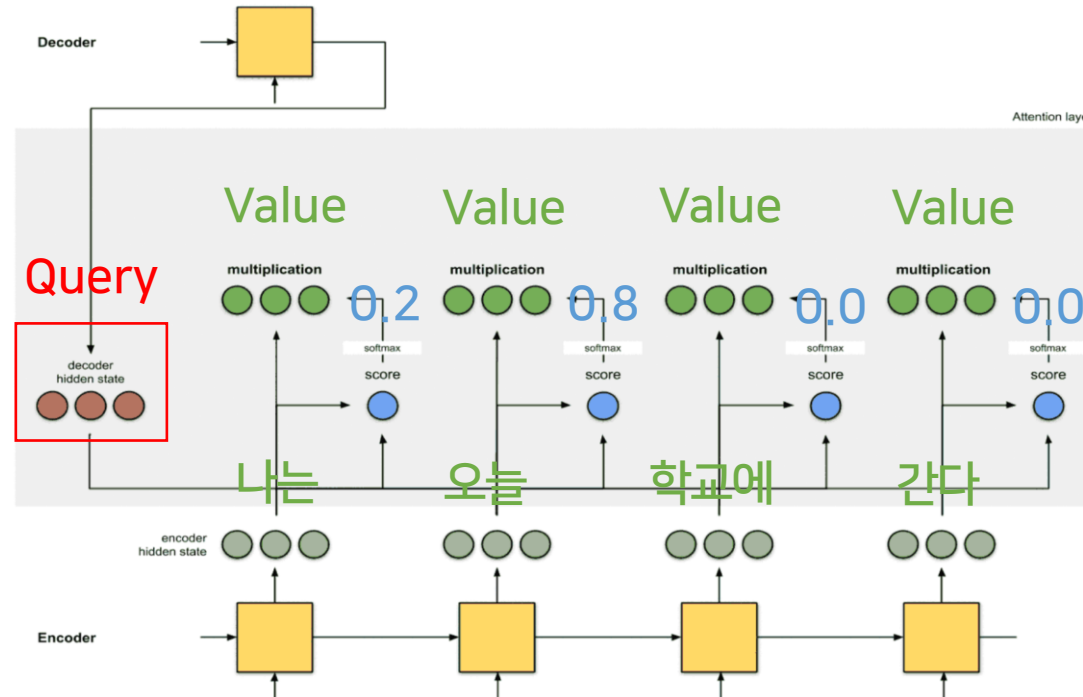 Decoder
Attention laye
Value Value Value Value
Query
multiplication multiplication multiplication multiplication
0.2 0.8 0.0 0.0
softmax softmax softmax softmax
decoder
hidden state
score score score score
나는 오늘 학교에 간다
encoder
hidden state
Encoder